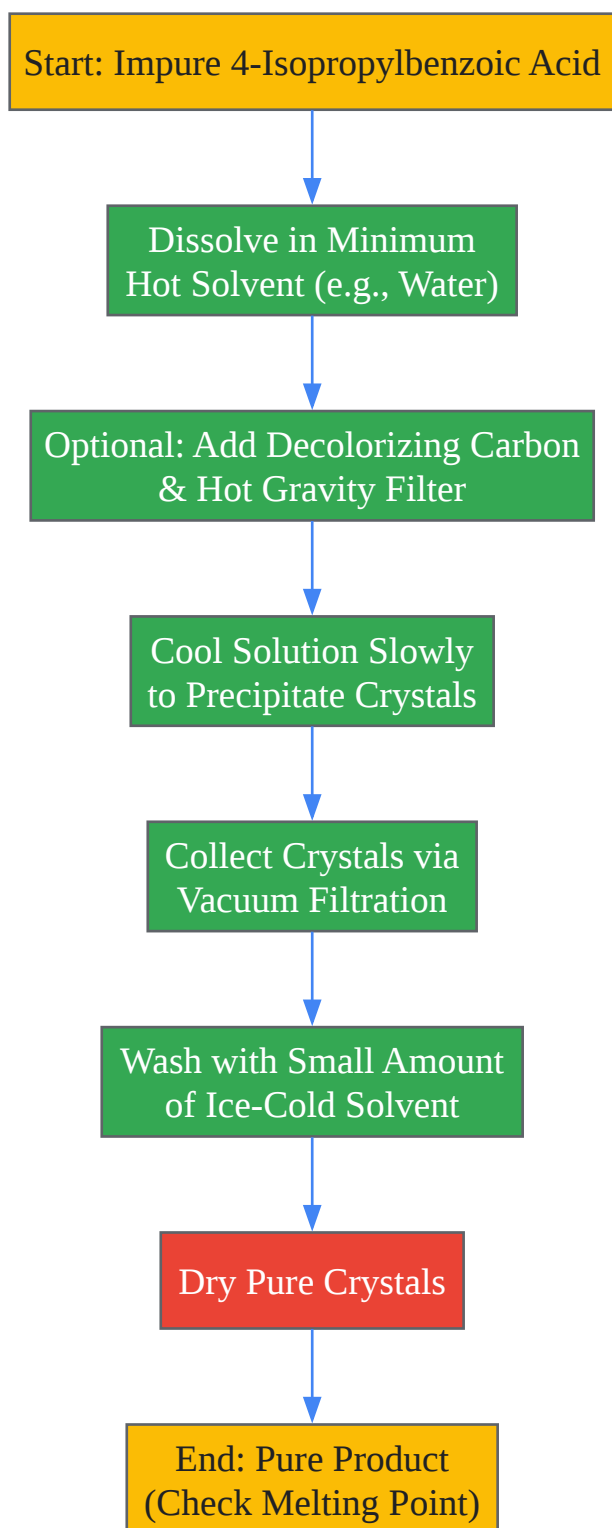 Start: Impure 4-Isopropylbenzoic Acid
Dissolve in Minimum
Hot Solvent (e.g., Water)
Optional: Add Decolorizing Carbon
& Hot Gravity Filter
Cool Solution Slowly
to Precipitate Crystals
Collect Crystals via
Vacuum Filtration
Wash with Small Amount
of Ice-Cold Solvent
Dry Pure Crystals
End: Pure Product
(Check Melting Point)